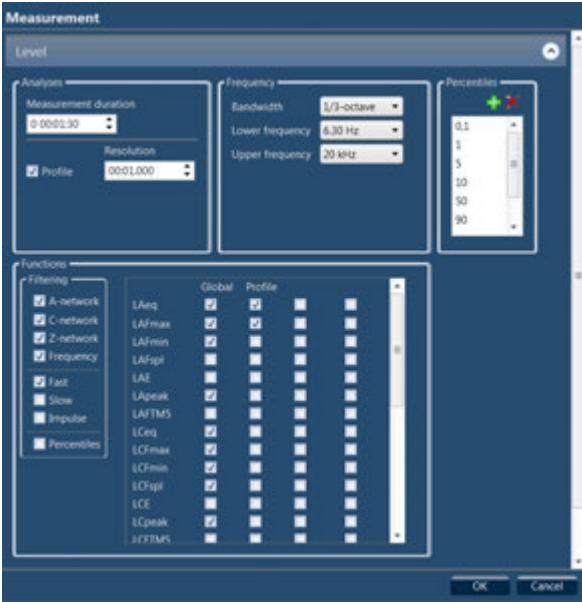 Measurement
Level
Analyses
Measurement duration
0 00:01:30
Resolution
Profile
00:01.000
Frequency
Bandwidth
1/3-octave
Lower frequency
6.30 Hz
Upper frequency
20 kHz
Percentiles
0,1
1
5
10
50
90
Functions
Filtering
A-network
C-network
Z-network
Frequency
Fast
Slow
Impulse
Percentiles
Global Profile
LAeq
LAFmax
LAFmin
LAFspl
LAE
LApeak
LAFTM5
LCeq
LCFmax
LCFmin
LCFspl
LCE
LCpeak
LCFTM5
OK Cancel